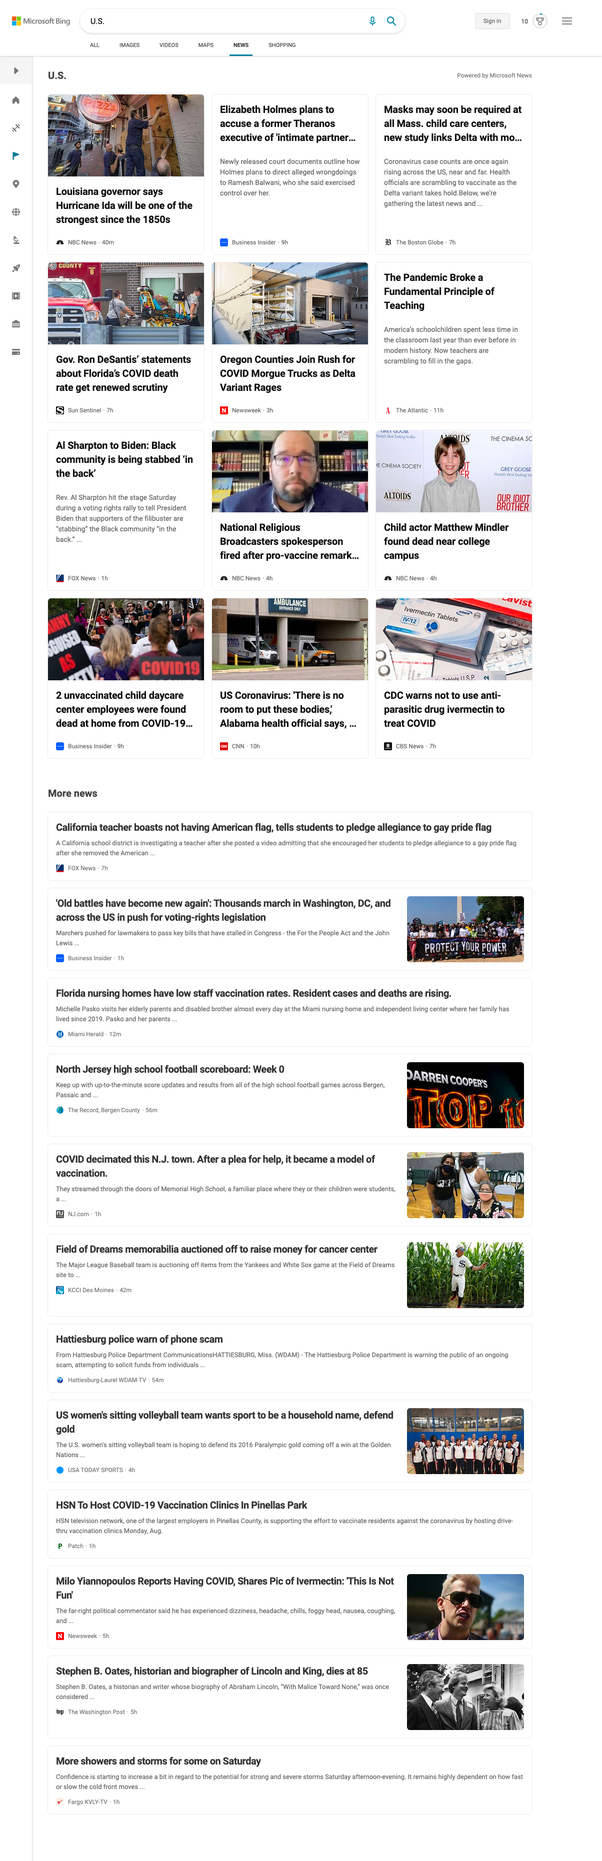 Microsoft Bing
U.S.
Sign in
10
ALL IMAGES VIDEOS MAPS NEWS SHOPPING
U.S.
Powered by Microsoft News
PIZZA
Louisiana governor says
Hurricane Ida will be one of the
strongest since the 1850s
NBC News · 40m
Elizabeth Holmes plans to
accuse a former Theranos
executive of 'intimate partner...
Newly released court documents outline how
Holmes plans to direct alleged wrongdoings
to Ramesh Balwani, who she said exercised
control over her.
Business Insider · 9h
Masks may soon be required at
all Mass. child care centers,
new study links Delta with mo...
Coronavirus case counts are once again
rising across the US, near and far. Health
officials are scrambling to vaccinate as the
Delta variant takes hold.Below, we're
gathering the latest news and ...
The Boston Globe · 7h
COUNTY
Gov. Ron DeSantis' statements
about Florida's COVID death
rate get renewed scrutiny
Sun Sentinel · 7h
Oregon Counties Join Rush for
COVID Morgue Trucks as Delta
Variant Rages
Newsweek · 3h
The Pandemic Broke a
Fundamental Principle of
Teaching
America's schoolchildren spent less time in
the classroom last year than ever before in
modern history. Now teachers are
scrambling to fill in the gaps.
The Atlantic · 11h
Al Sharpton to Biden: Black
community is being stabbed 'in
the back'
Rev. Al Sharpton hit the stage Saturday
during a voting rights rally to tell President
Biden that supporters of the filibuster are
"stabbing" the Black community "in the
back." ...
FOX News · 1h
National Religious
Broadcasters spokesperson
fired after pro-vaccine remark...
NBC News · 4h
THE CINEMA SOCIETY
GREY GOOSE
ALTOIDS
OUR IDIOT
BROTHER
Child actor Matthew Mindler
found dead near college
campus
NBC News · 4h
COVID19
2 unvaccinated child daycare
center employees were found
dead at home from COVID-19...
Business Insider · 9h
AMBULANCE
US Coronavirus: 'There is no
room to put these bodies,'
Alabama health official says, ...
CNN · 10h
Ivermectin Tablets
CDC warns not to use anti-
parasitic drug ivermectin to
treat COVID
CBS News · 7h
More news
California teacher boasts not having American flag, tells students to pledge allegiance to gay pride flag
A California school district is investigating a teacher after she posted a video admitting that she encouraged her students to pledge allegiance to a gay pride flag
after she removed the American ...
FOX News · 7h
'Old battles have become new again': Thousands march in Washington, DC, and
across the US in push for voting-rights legislation
Marchers pushed for lawmakers to pass key bills that have stalled in Congress - the For the People Act and the John
Lewis ...
Business Insider · 1h
PROTECT YOUR POWER
Florida nursing homes have low staff vaccination rates. Resident cases and deaths are rising.
Michelle Pasko visits her elderly parents and disabled brother almost every day at the Miami nursing home and independent living center where her family has
lived since 2019. Pasko and her parents ...
Miami Herald · 12m
North Jersey high school football scoreboard: Week 0
Keep up with up-to-the-minute score updates and results from all of the high school football games across Bergen,
Passaic and ...
The Record, Bergen County · 56m
DARREN COOPER'S
TOP
COVID decimated this N.J. town. After a plea for help, it became a model of
vaccination.
They streamed through the doors of Memorial High School, a familiar place where they or their children were students,
a ...
NJ.com · 1h
Field of Dreams memorabilia auctioned off to raise money for cancer center
The Major League Baseball team is auctioning off items from the Yankees and White Sox game at the Field of Dreams
site to ...
KCCI Des Moines · 42m
Hattiesburg police warn of phone scam
From Hattiesburg Police Department CommunicationsHATTIESBURG, Miss. (WDAM) - The Hattiesburg Police Department is warning the public of an ongoing
scam, attempting to solicit funds from individuals ...
Hattiesburg-Laurel WDAM-TV · 54m
US women's sitting volleyball team wants sport to be a household name, defend
gold
The U.S. women's sitting volleyball team is hoping to defend its 2016 Paralympic gold coming off a win at the Golden
Nations ...
USA TODAY SPORTS · 4h
HSN To Host COVID-19 Vaccination Clinics In Pinellas Park
HSN television network, one of the largest employers in Pinellas County, is supporting the effort to vaccinate residents against the coronavirus by hosting drive-
thru vaccination clinics Monday, Aug.
Patch · 1h
Milo Yiannopoulos Reports Having COVID, Shares Pic of Ivermectin: 'This Is Not
Fun'
The far-right political commentator said he has experienced dizziness, headache, chills, foggy head, nausea, coughing,
and ...
Newsweek · 5h
Stephen B. Oates, historian and biographer of Lincoln and King, dies at 85
Stephen B. Oates, a historian and writer whose biography of Abraham Lincoln, "With Malice Toward None," was once
considered ...
The Washington Post · 5h
More showers and storms for some on Saturday
Confidence is starting to increase a bit in regard to the potential for strong and severe storms Saturday afternoon-evening. It remains highly dependent on how fast
or slow the cold front moves ...
Fargo KVLY-TV · 1h